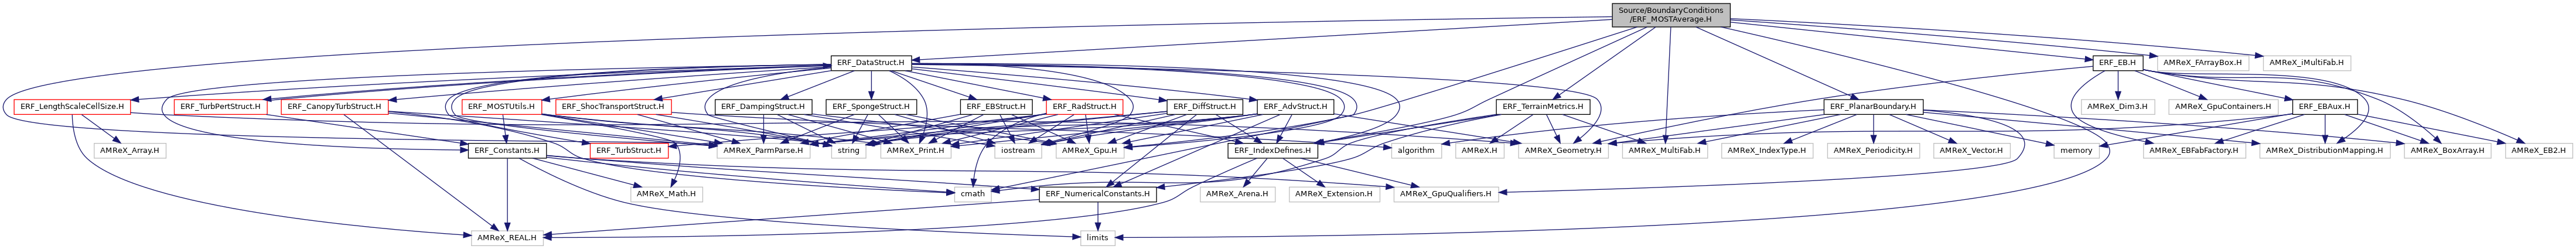 Source/BoundaryConditions
/ERF_MOSTAverage.H
ERF_DataStruct.H
ERF_EB.H
AMReX_FArrayBox.H
AMReX_iMultiFab.H
ERF_LengthScaleCellSize.H
ERF_TurbPertStruct.H
ERF_CanopyTurbStruct.H
ERF_MOSTUtils.H
ERF_ShocTransportStruct.H
ERF_DampingStruct.H
ERF_SpongeStruct.H
ERF_EBStruct.H
ERF_RadStruct.H
ERF_DiffStruct.H
ERF_AdvStruct.H
ERF_TerrainMetrics.H
ERF_PlanarBoundary.H
AMReX_Dim3.H
AMReX_GpuContainers.H
ERF_EBAux.H
AMReX_Array.H
ERF_Constants.H
ERF_TurbStruct.H
AMReX_ParmParse.H
string
AMReX_Print.H
iostream
AMReX_Gpu.H
ERF_IndexDefines.H
algorithm
AMReX.H
AMReX_Geometry.H
AMReX_MultiFab.H
AMReX_IndexType.H
AMReX_Periodicity.H
AMReX_Vector.H
memory
AMReX_EBFabFactory.H
AMReX_DistributionMapping.H
AMReX_BoxArray.H
AMReX_EB2.H
AMReX_Math.H
cmath
ERF_NumericalConstants.H
AMReX_Arena.H
AMReX_Extension.H
AMReX_GpuQualifiers.H
AMReX_REAL.H
limits